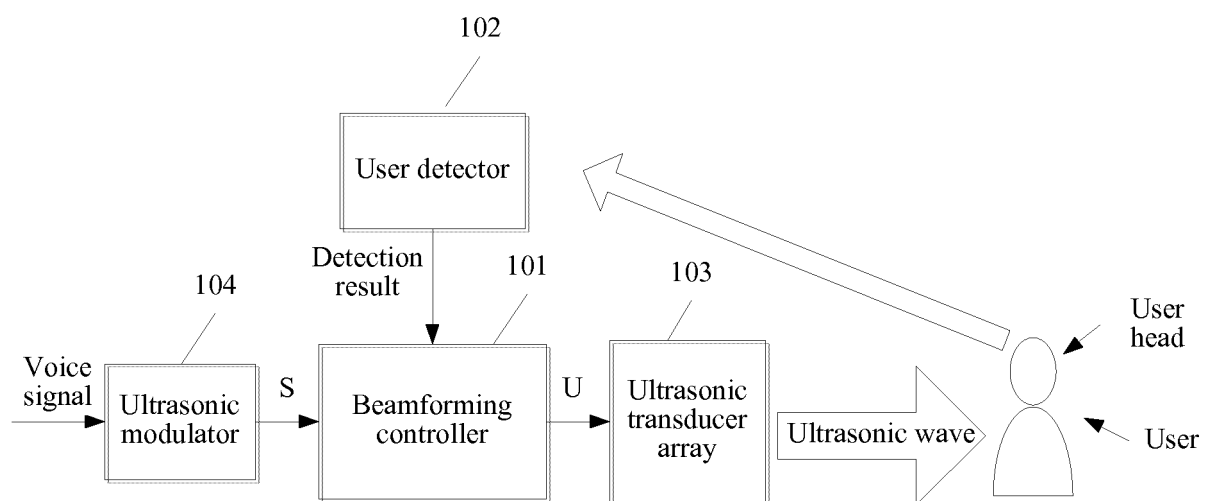 102
User detector
Detection
result
101
103
104
User
head
Voice
signal
S
U
Ultrasonic
modulator
Beamforming
controller
Ultrasonic
transducer
array
Ultrasonic wave
User